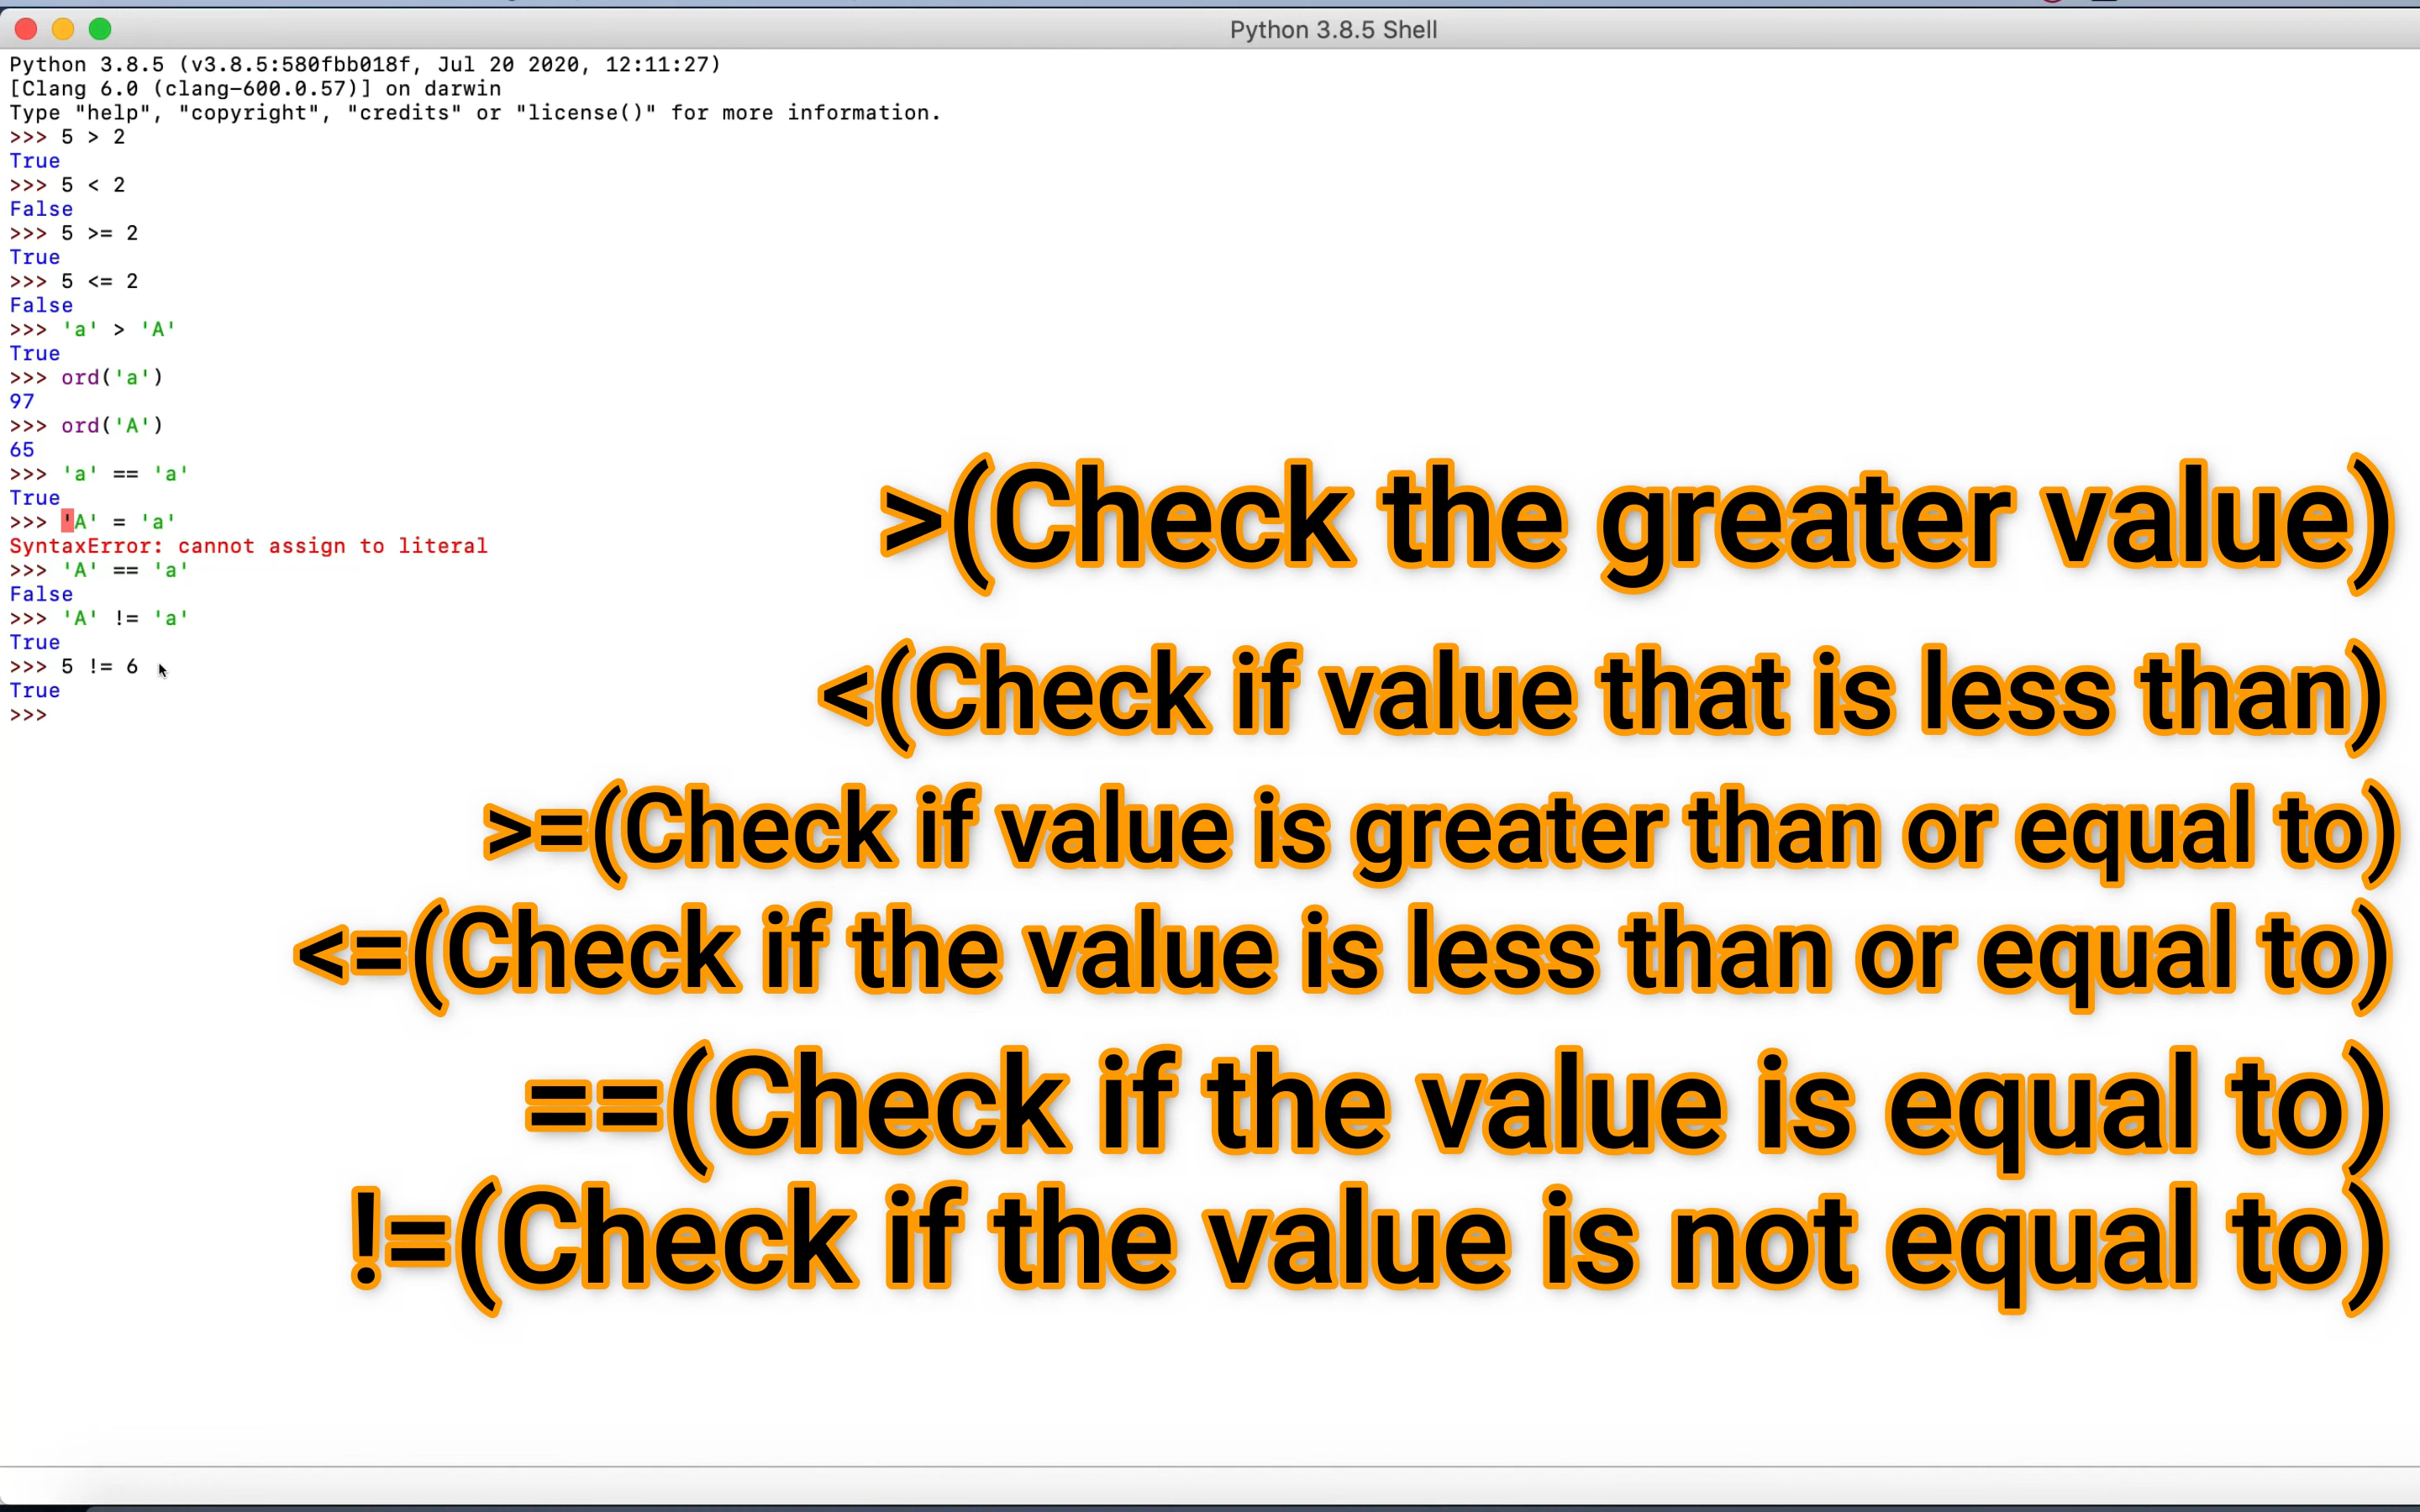 Python 3.8.5 Shell
Python 3.8.5 (v3.8.5:580fbb018f, Jul 20 2020, 12:11:27)
[Clang 6.0 (clang-600.0.57)] on darwin
Type "help", "copyright", "credits" or "license()" for more information.
>>> 5 > 2
True
>>> 5 < 2
False
>>> 5 >= 2
True
>>> 5 <= 2
False
>>> 'a' > 'A'
True
>>> ord('a')
97
>>> ord('A')
65
>>> 'a' == 'a'
True
>>> 'A' = 'a'
SyntaxError: cannot assign to literal
>>> 'A' == 'a'
False
>>> 'A' != 'a'
True
>>> 5 != 6
True
>>>
>(Check the greater value)
<(Check if value that is less than)
>=(Check if value is greater than or equal to)
<=(Check if the value is less than or equal to)
==(Check if the value is equal to)
!=(Check if the value is not equal to)